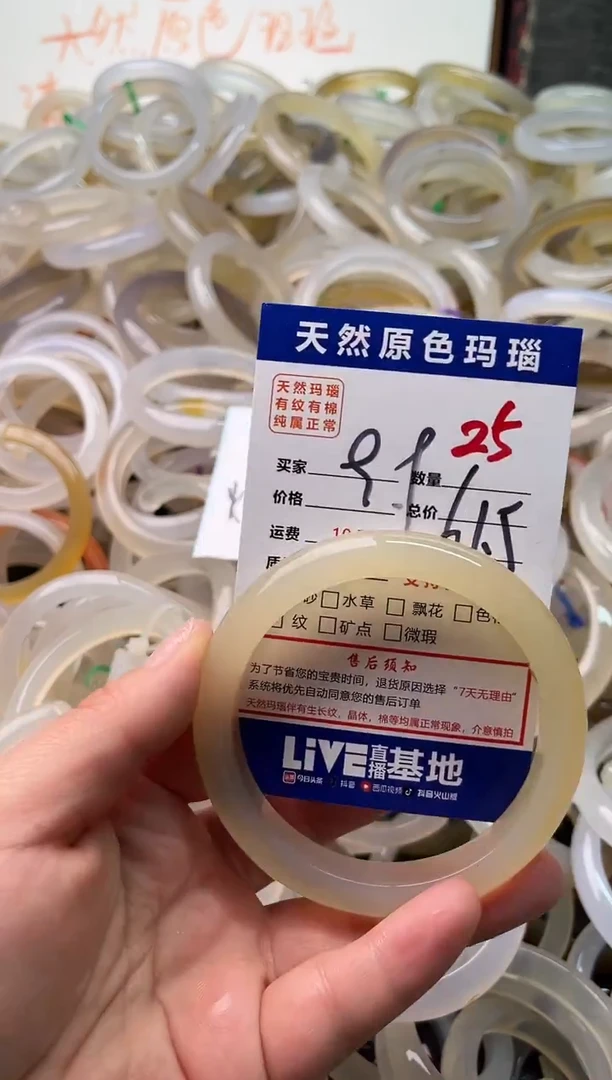 天然原色玛瑙
天然原色玛瑙
天然玛瑙
有纹有棉
纯属正常
25
买家
数量
价格
总价
运费
水草 飘花
纹 矿点 微瑕
售后须知
为了节省您的宝贵时间，退货原因选择“7天无理由”
系统将优先自动同意您的售后订单
天然玛瑙伴有生长纹，晶体，棉等均属正常现象，介意慎拍
LiVE直播基地
今日头条 抖音 西瓜视频 抖音火山版